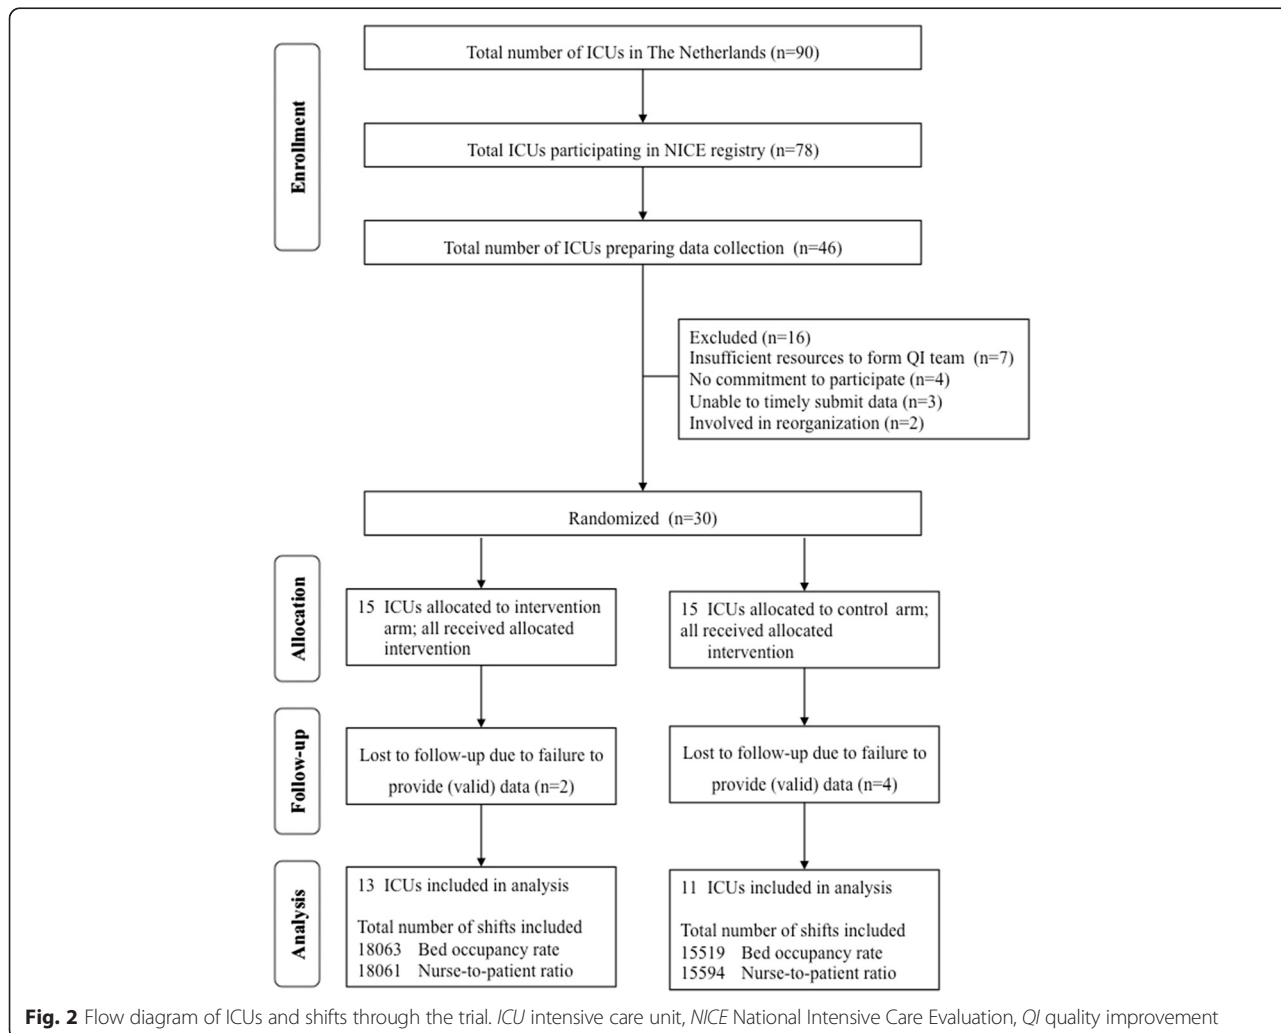 Enrollment
Total number of ICUs in The Netherlands (n=90)
Total ICUs participating in NICE registry (n=78)
Total number of ICUs preparing data collection (n=46)
Excluded (n=16)
Insufficient resources to form QI team (n=7)
No commitment to participate (n=4)
Unable to timely submit data (n=3)
Involved in reorganization (n=2)
Randomized (n=30)
Allocation
15 ICUs allocated to intervention
arm; all received allocated
intervention
15 ICUs allocated to control arm;
all received allocated
intervention
Follow-up
Lost to follow-up due to failure to
provide (valid) data (n=2)
Lost to follow-up due to failure to
provide (valid) data (n=4)
Analysis
13 ICUs included in analysis
Total number of shifts included
18063 Bed occupancy rate
18061 Nurse-to-patient ratio
11 ICUs included in analysis
Total number of shifts included
15519 Bed occupancy rate
15594 Nurse-to-patient ratio
Fig. 2 Flow diagram of ICUs and shifts through the trial. ICU intensive care unit, NICE National Intensive Care Evaluation, QI quality improvement